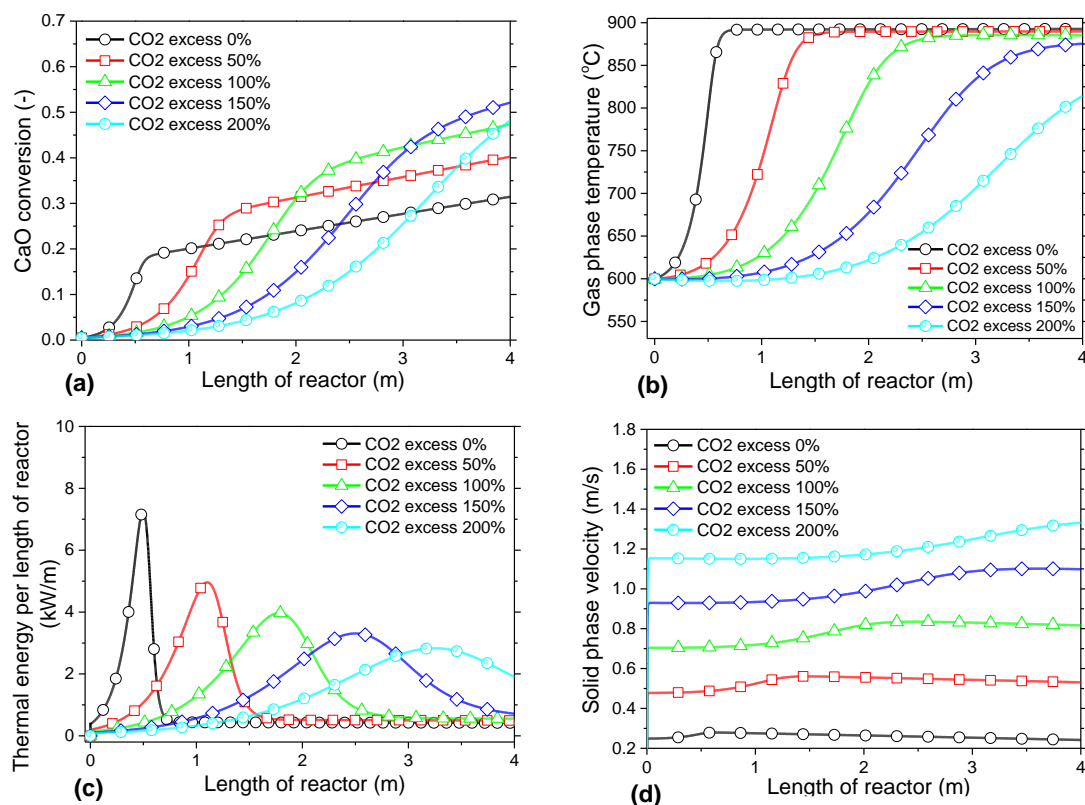 0.7
0.6
0.5
0.4
0.3
0.2
0.1
0.0
CaO conversion (-)
CO2 excess 0%
CO2 excess 50%
CO2 excess 100%
CO2 excess 150%
CO2 excess 200%
0 1 2 3 4
Length of reactor (m)
(a)
900
850
800
750
700
650
600
550
Gas phase temperature (°C)
CO2 excess 0%
CO2 excess 50%
CO2 excess 100%
CO2 excess 150%
CO2 excess 200%
0 1 2 3 4
Length of reactor (m)
(b)
10
8
6
4
2
0
Thermal energy per length of reactor
(kW/m)
CO2 excess 0%
CO2 excess 50%
CO2 excess 100%
CO2 excess 150%
CO2 excess 200%
0 1 2 3 4
Length of reactor (m)
(c)
1.8
1.6
1.4
1.2
1.0
0.8
0.6
0.4
0.2
Solid phase velocity (m/s)
CO2 excess 0%
CO2 excess 50%
CO2 excess 100%
CO2 excess 150%
CO2 excess 200%
0 1 2 3 4
Length of reactor (m)
(d)